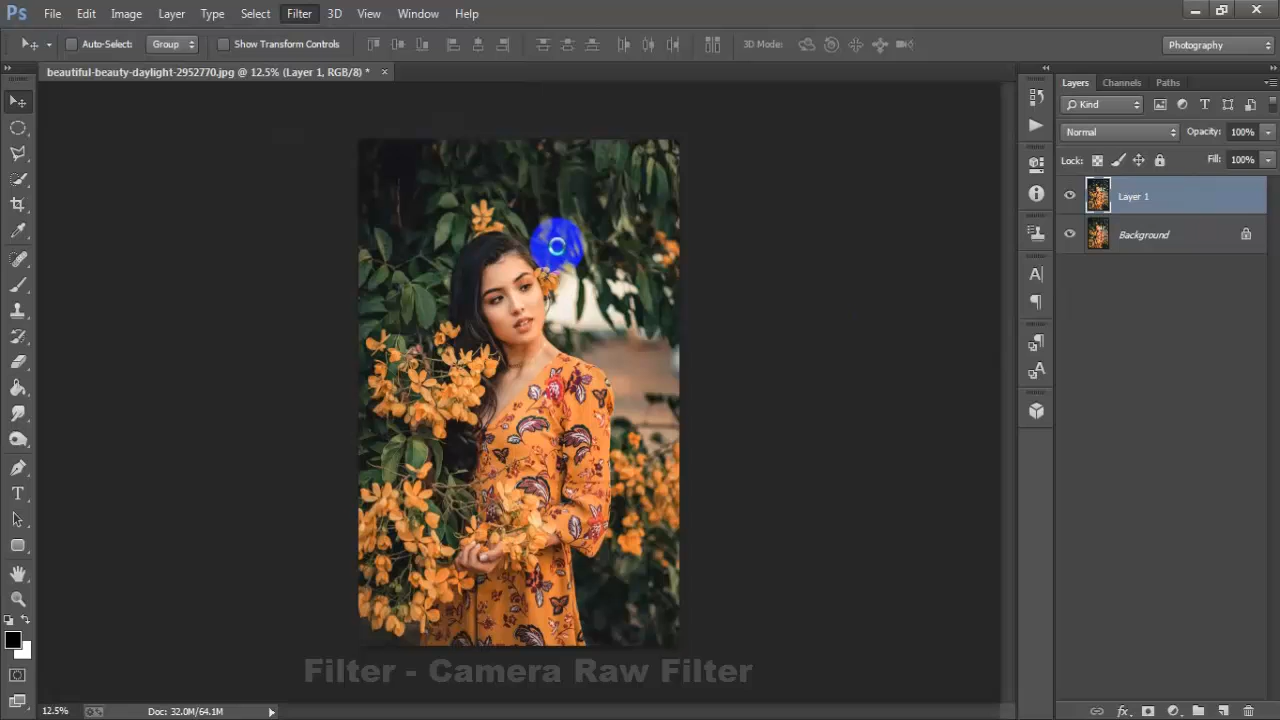 Ps File Edit Image Layer Type Select Filter 3D View Window Help
Auto-Select: Group Show Transform Controls 3D Mode: Photography
beautiful-beauty-daylight-2952770.jpg @ 12.5% (Layer 1, RGB/8) * ×
Layers Channels Paths
Kind
Normal Opacity: 100%
Lock: Fill: 100%
Layer 1
Background
Filter - Camera Raw Filter
12.5% Doc: 32.0M/64.1M